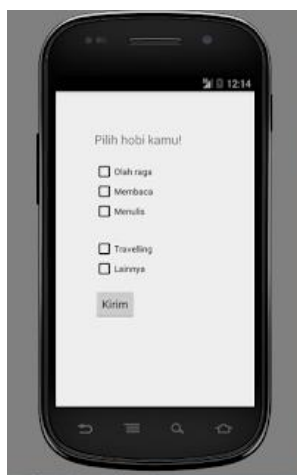 12:14
Pilih hobi kamu!
Olah raga
Membaca
Menulis
Travelling
Lainnya
Kirim